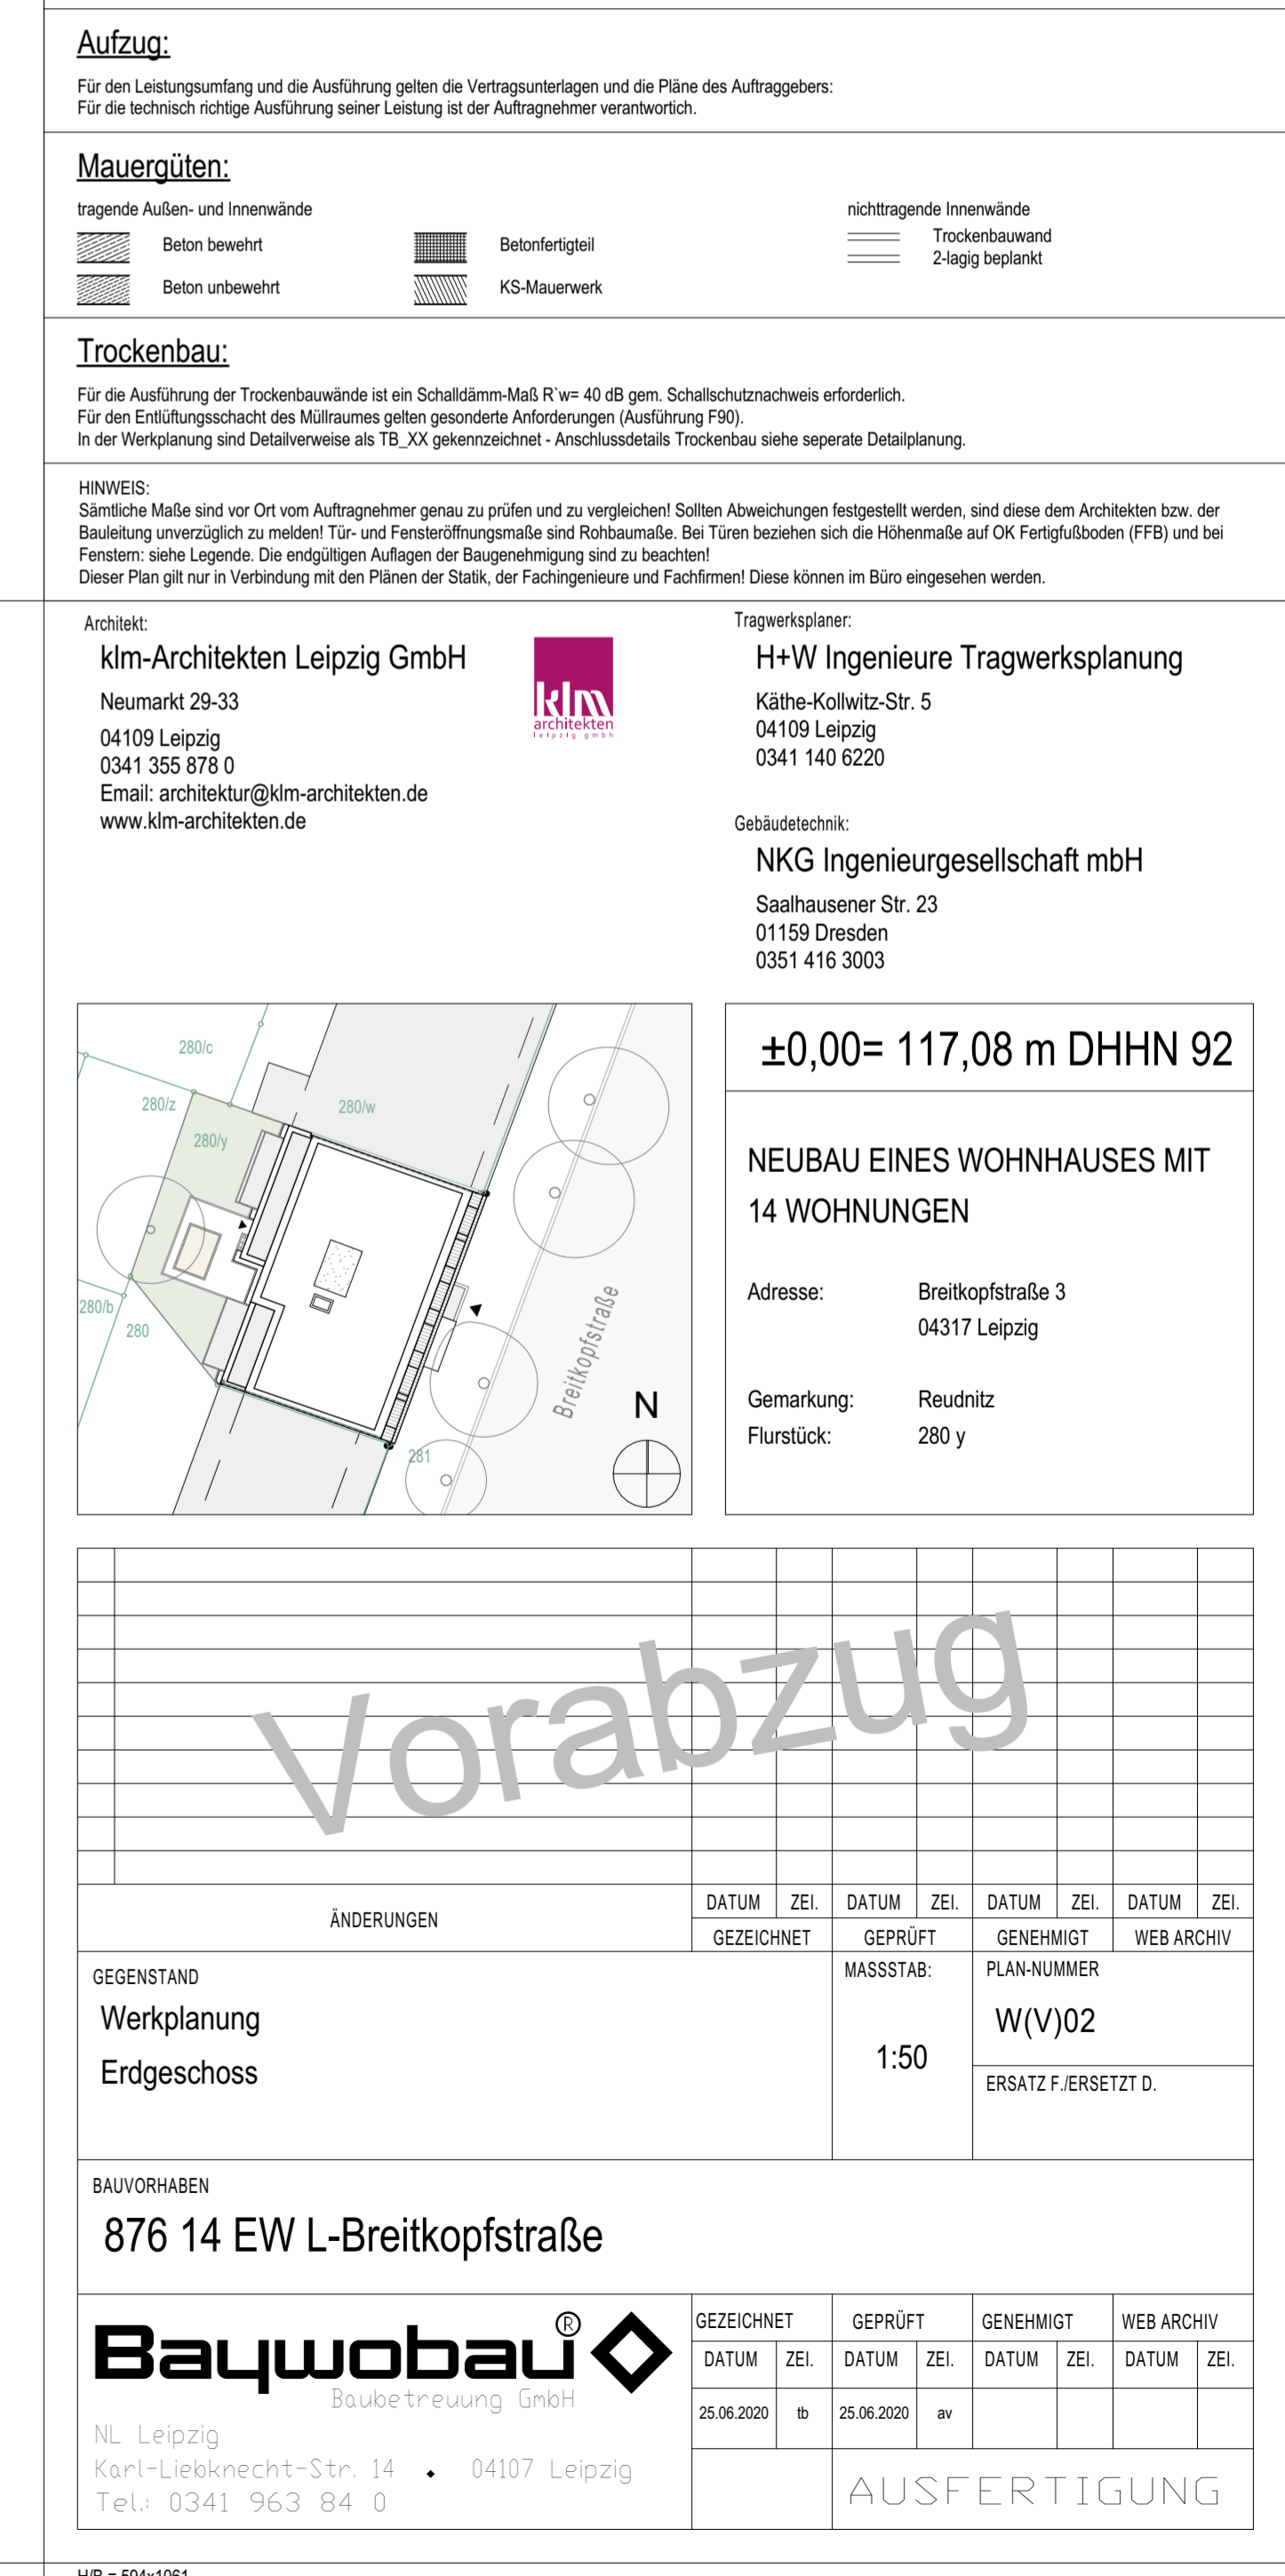 Aufzug:
Für den Leistungsumfang und die Ausführung gelten die Vertragsunterlagen und die Pläne des Auftraggebers:
Für die technisch richtige Ausführung seiner Leistung ist der Auftragnehmer verantwortich.
Mauergüten:
tragende Außen- und Innenwände
Beton bewehrt
Betonfertigteil
Beton unbewehrt
KS-Mauerwerk
nichttragende Innenwände
Trockenbauwand
2-lagig beplankt
Trockenbau:
Für die Ausführung der Trockenbauwände ist ein Schalldämm-Maß R`w= 40 dB gem. Schallschutznachweis erforderlich.
Für den Entlüftungsschacht des Müllraumes gelten gesonderte Anforderungen (Ausführung F90).
In der Werkplanung sind Detailverweise als TB_XX gekennzeichnet - Anschlussdetails Trockenbau siehe seperate Detailplanung.
HINWEIS:
Sämtliche Maße sind vor Ort vom Auftragnehmer genau zu prüfen und zu vergleichen! Sollten Abweichungen festgestellt werden, sind diese dem Architekten bzw. der
Bauleitung unverzüglich zu melden! Tür- und Fensteröffnungsmaße sind Rohbaumaße. Bei Türen beziehen sich die Höhenmaße auf OK Fertigfußboden (FFB) und bei
Fenstern: siehe Legende. Die endgültigen Auflagen der Baugenehmigung sind zu beachten!
Dieser Plan gilt nur in Verbindung mit den Plänen der Statik, der Fachingenieure und Fachfirmen! Diese können im Büro eingesehen werden.
Architekt:
klm-Architekten Leipzig GmbH
Neumarkt 29-33
04109 Leipzig
0341 355 878 0
Email: architektur@klm-architekten.de
www.klm-architekten.de
klm
architekten
leipzig gmbh
Tragwerksplaner:
H+W Ingenieure Tragwerksplanung
Käthe-Kollwitz-Str. 5
04109 Leipzig
0341 140 6220
Gebäudetechnik:
NKG Ingenieurgesellschaft mbH
Saalhausener Str. 23
01159 Dresden
0351 416 3003
280/c
280/z
280/w
280/y
280/b
280
281
Breitkopfstraße
N
±0,00= 117,08 m DHHN 92
NEUBAU EINES WOHNHAUSES MIT
14 WOHNUNGEN
Adresse: Breitkopfstraße 3
04317 Leipzig
Gemarkung: Reudnitz
Flurstück: 280 y
Vorabzug
ÄNDERUNGEN
DATUM ZEI. DATUM ZEI. DATUM ZEI. DATUM ZEI.
GEZEICHNET GEPRÜFT GENEHMIGT WEB ARCHIV
GEGENSTAND
Werkplanung
Erdgeschoss
MASSSTAB:
1:50
PLAN-NUMMER
W(V)02
ERSATZ F./ERSETZT D.
BAUVORHABEN
876 14 EW L-Breitkopfstraße
Baywobau ®
Baubetreuung GmbH
NL Leipzig
Karl-Liebknecht-Str. 14 ⬥ 04107 Leipzig
Tel.: 0341 963 84 0
GEZEICHNET GEPRÜFT GENEHMIGT WEB ARCHIV
DATUM ZEI. DATUM ZEI. DATUM ZEI. DATUM ZEI.
25.06.2020 tb 25.06.2020 av
AUSFERTIGUNG
H/B = 594x1061